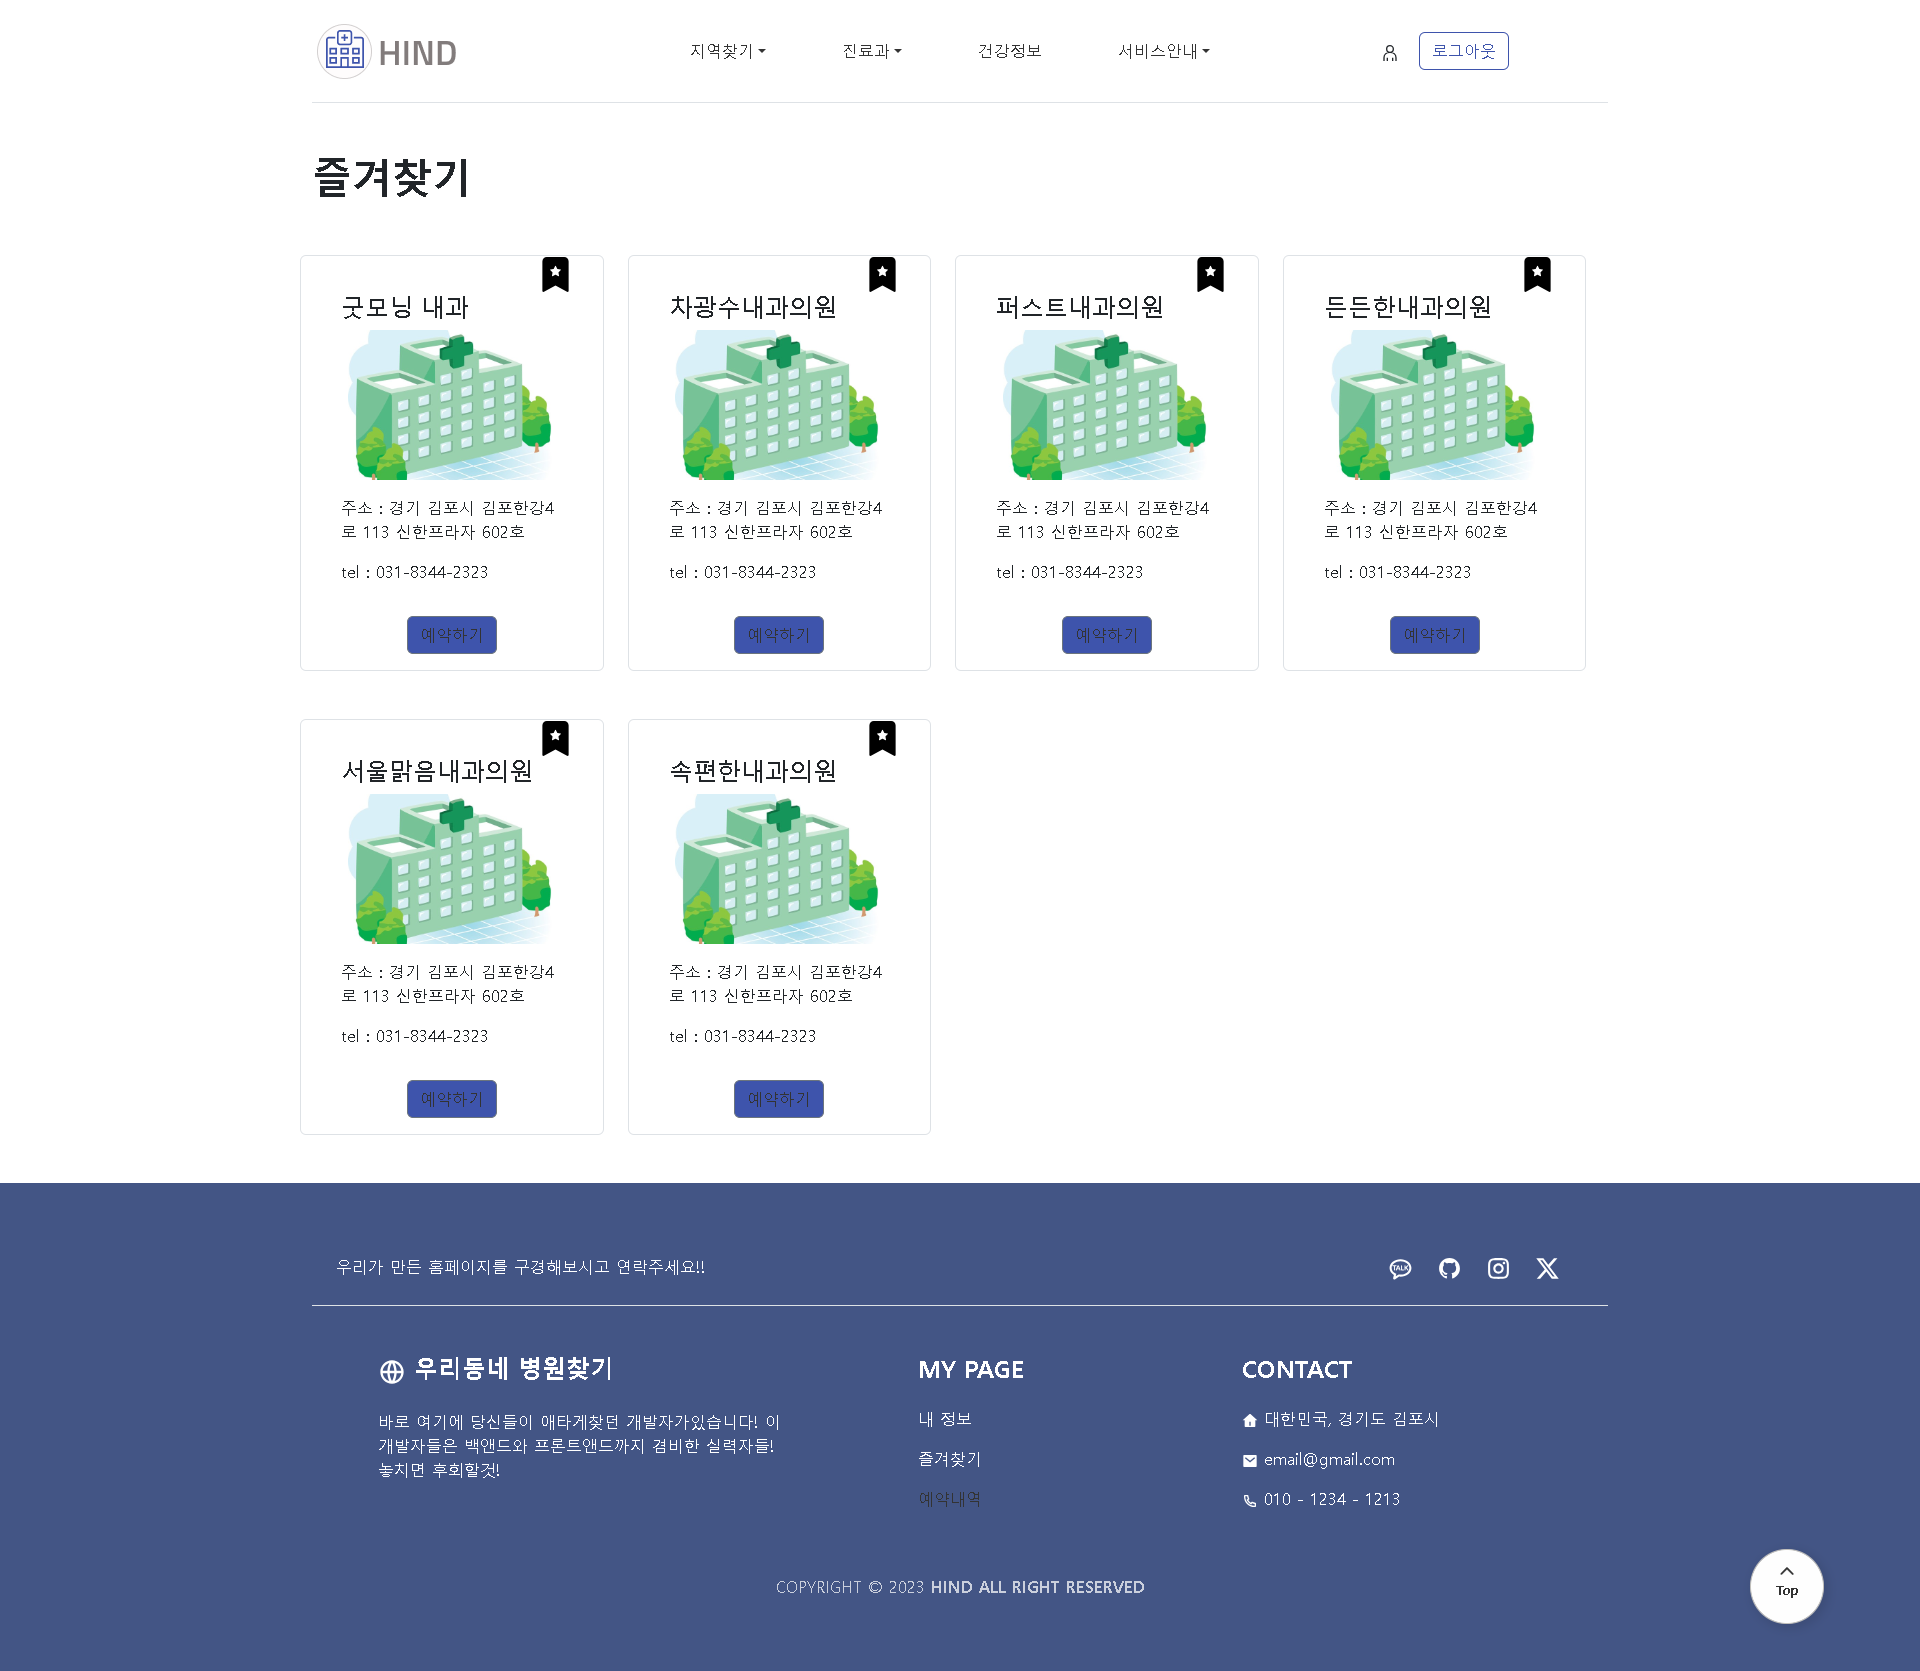 HIND
지역찾기
진료과
건강정보
서비스안내
로그아웃
즐겨찾기
굿모닝 내과
주소 : 경기 김포시 김포한강4
로 113 신한프라자 602호
tel : 031-8344-2323
예약하기
차광수내과의원
주소 : 경기 김포시 김포한강4
로 113 신한프라자 602호
tel : 031-8344-2323
예약하기
퍼스트내과의원
주소 : 경기 김포시 김포한강4
로 113 신한프라자 602호
tel : 031-8344-2323
예약하기
든든한내과의원
주소 : 경기 김포시 김포한강4
로 113 신한프라자 602호
tel : 031-8344-2323
예약하기
서울맑음내과의원
주소 : 경기 김포시 김포한강4
로 113 신한프라자 602호
tel : 031-8344-2323
예약하기
속편한내과의원
주소 : 경기 김포시 김포한강4
로 113 신한프라자 602호
tel : 031-8344-2323
예약하기
우리가 만든 홈페이지를 구경해보시고 연락주세요!!
TALK
우리동네 병원찾기
바로 여기에 당신들이 애타게찾던 개발자가있습니다! 이
개발자들은 백앤드와 프론트앤드까지 겸비한 실력자들!
놓치면 후회할것!
MY PAGE
내 정보
즐겨찾기
예약내역
CONTACT
대한민국, 경기도 김포시
email@gmail.com
010 - 1234 - 1213
COPYRIGHT © 2023 HIND ALL RIGHT RESERVED
Top